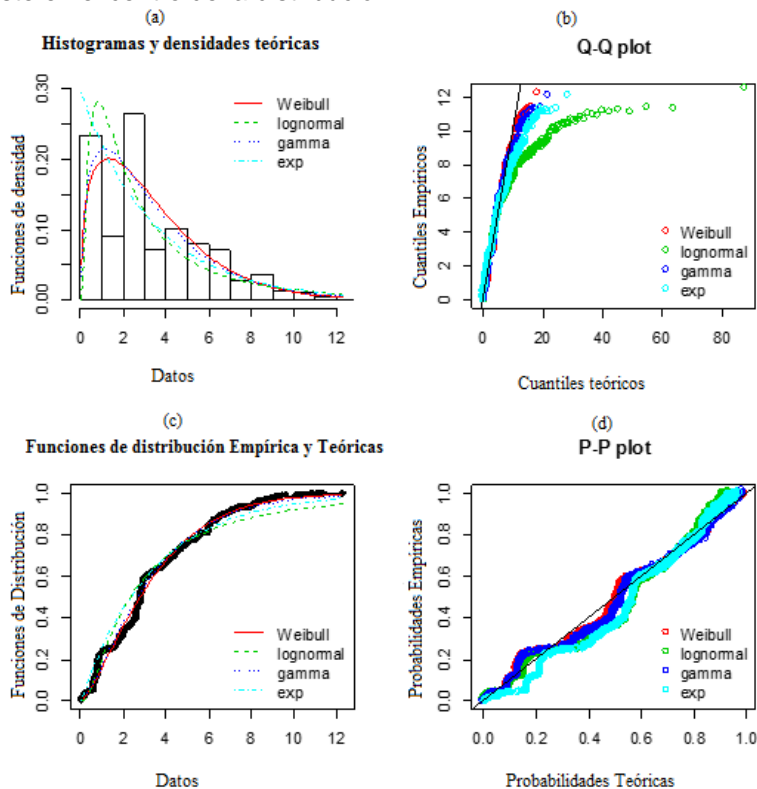 (a)
Histogramas y densidades teóricas
Funciones de densidad
0.30
0.20
0.10
0.00
Weibull
lognormal
gamma
exp
0 2 4 6 8 10 12
Datos
(b)
Q-Q plot
Cuantiles Empíricos
12
10
8
6
4
2
0
Weibull
lognormal
gamma
exp
0 20 40 60 80
Cuantiles teóricos
(c)
Funciones de distribución Empírica y Teóricas
Funciones de Distribución
1.0
0.8
0.6
0.4
0.2
0.0
Weibull
lognormal
gamma
exp
0 2 4 6 8 10 12
Datos
(d)
P-P plot
Probabilidades Empíricas
1.0
0.8
0.6
0.4
0.2
0.0
Weibull
lognormal
gamma
exp
0.0 0.2 0.4 0.6 0.8 1.0
Probabilidades Teóricas